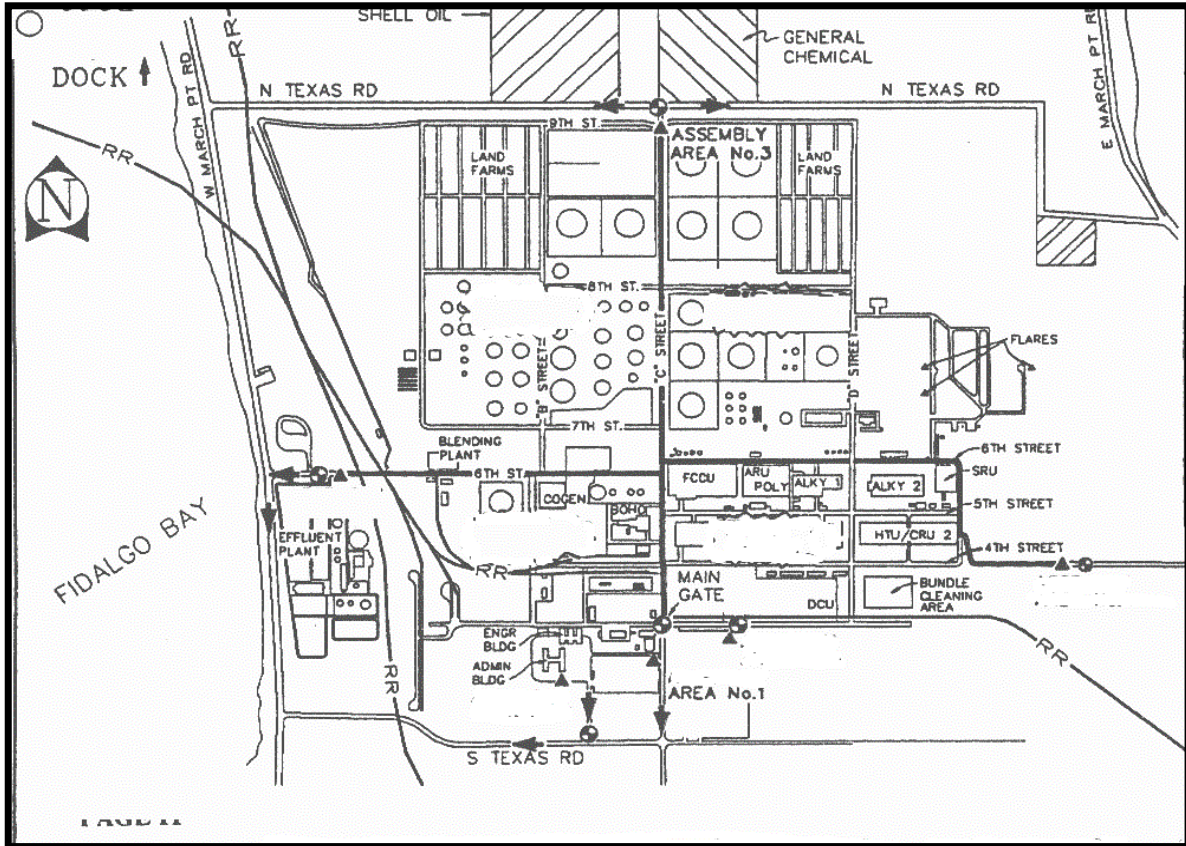 SHELL OIL
GENERAL
CHEMICAL
DOCK
RR
N TEXAS RD
N TEXAS RD
W MARCH PT RD
E MARCH PT RD
RR
N
9TH ST.
ASSEMBLY
AREA No.3
LAND
FARMS
LAND
FARMS
8TH ST.
"B" STREET
"C" STREET
"D" STREET
FLARES
7TH ST.
BLENDING
PLANT
6TH ST.
6TH STREET
SRU
FCCU
ARU
POLY
ALKY 1
ALKY 2
COGEN
BOHO
5TH STREET
HTU/CRU 2
4TH STREET
EFFLUENT
PLANT
FIDALGO BAY
RR
MAIN
GATE
DCU
BUNDLE
CLEANING
AREA
ENGR
BLDG
ADMIN
BLDG
RR
RR
AREA No.1
S TEXAS RD